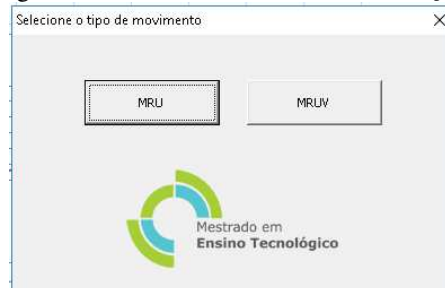 Selecione o tipo de movimento
MRU
MRUV
Mestrado em
Ensino Tecnológico